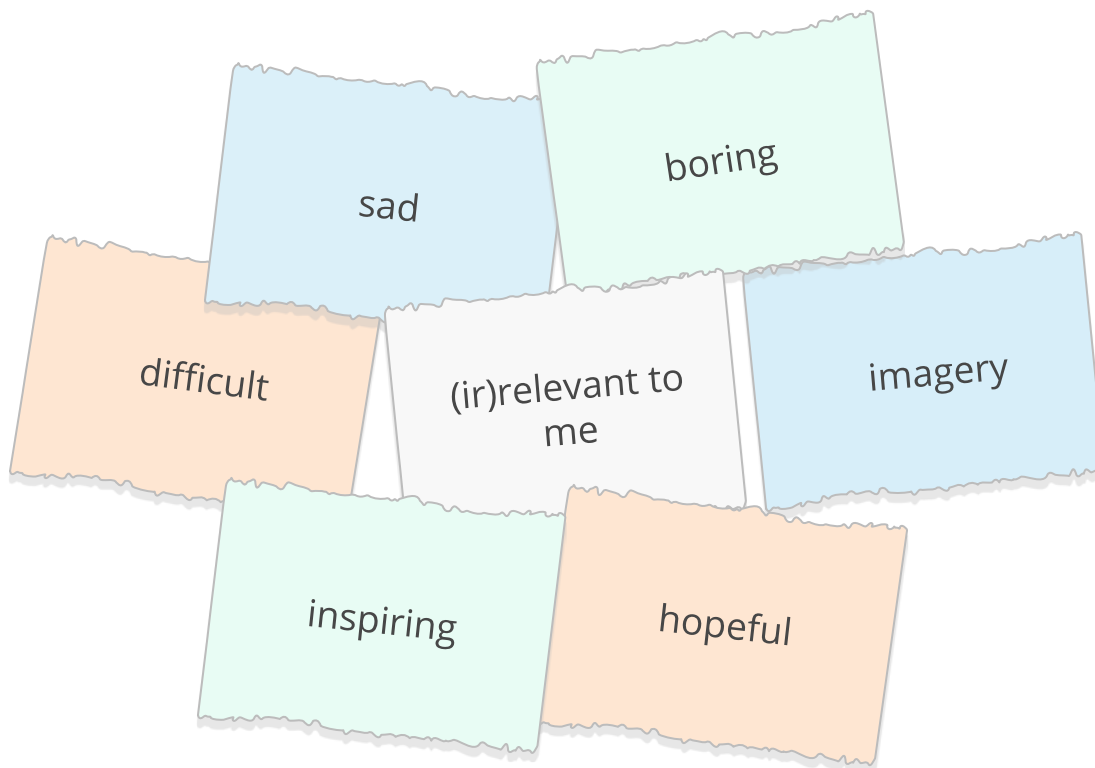 sad
boring
difficult
(ir)relevant to
me
imagery
inspiring
hopeful